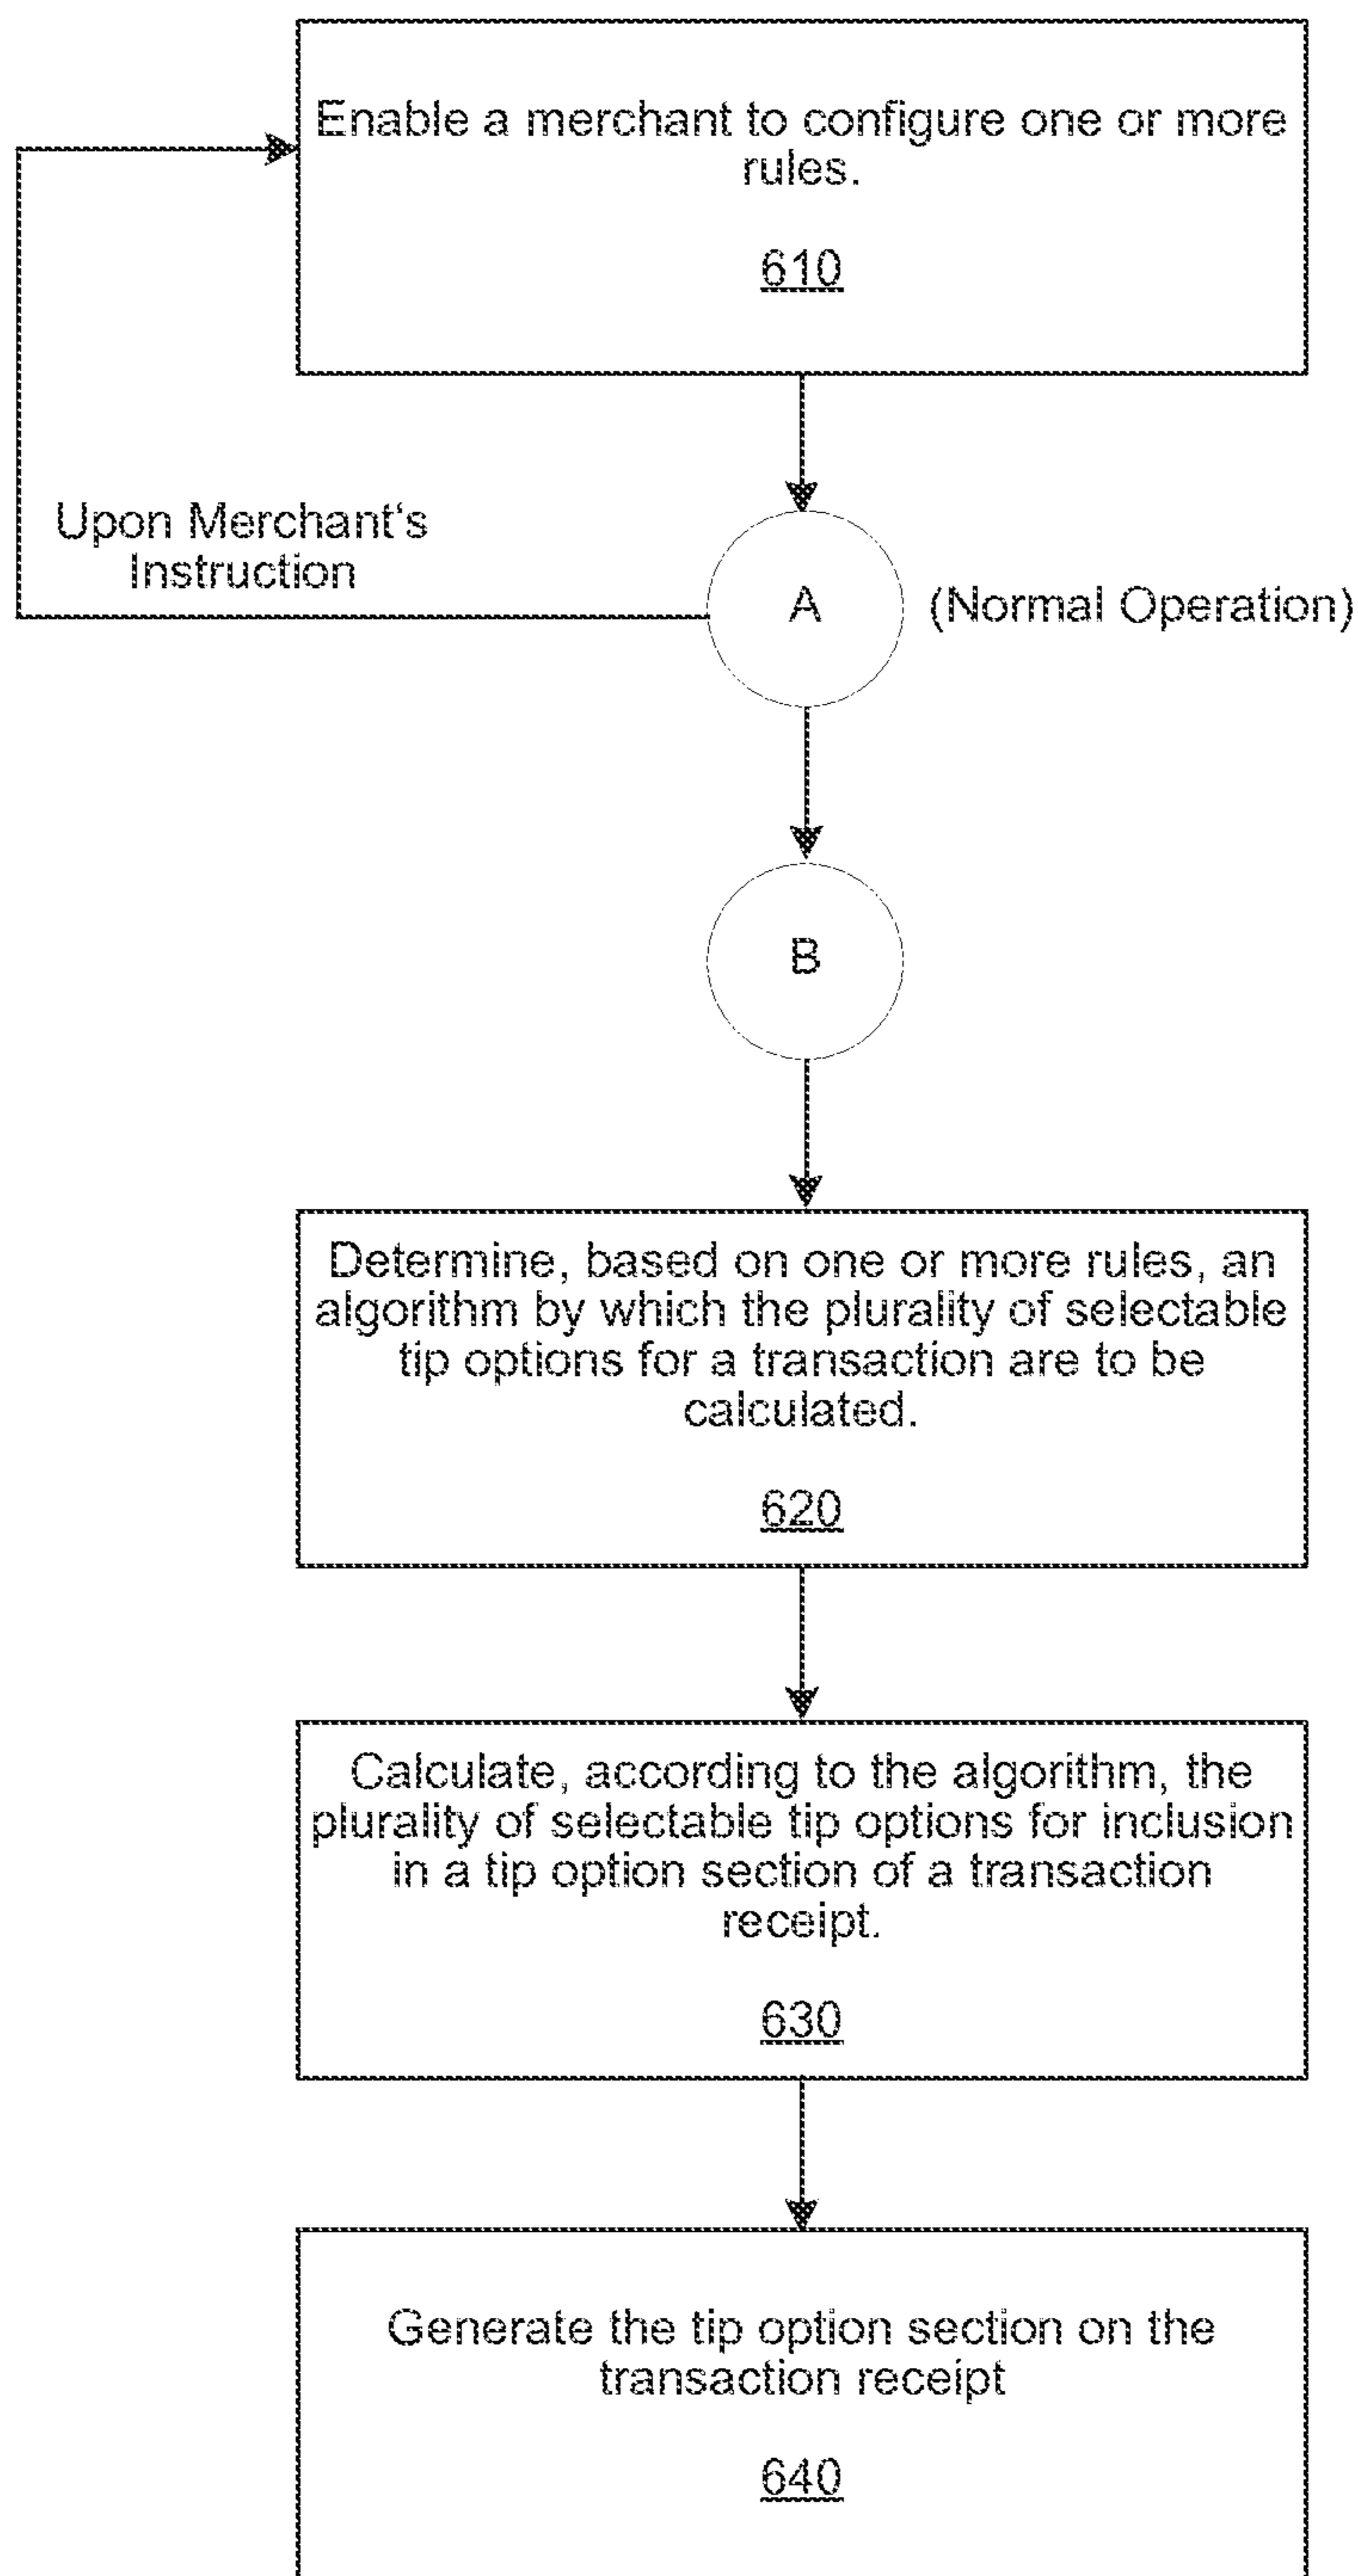 Enable a merchant to configure one or more
rules.
610
Upon Merchant‘s
Instruction
A
(Normal Operation)
B
Determine, based on one or more rules, an
algorithm by which the plurality of selectable
tip options for a transaction are to be
calculated.
620
Calculate, according to the algorithm, the
plurality of selectable tip options for inclusion
in a tip option section of a transaction
receipt.
630
Generate the tip option section on the
transaction receipt
640